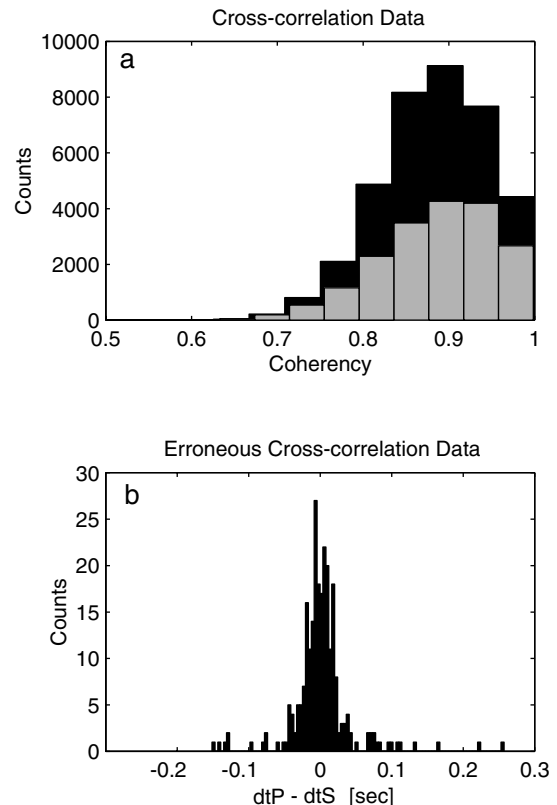 Cross-correlation Data
a
10000
8000
6000
4000
2000
0
Counts
0.5 0.6 0.7 0.8 0.9 1
Coherency
Erroneous Cross-correlation Data
b
30
25
20
15
10
5
0
Counts
-0.2 -0.1 0 0.1 0.2 0.3
dtP - dtS [sec]